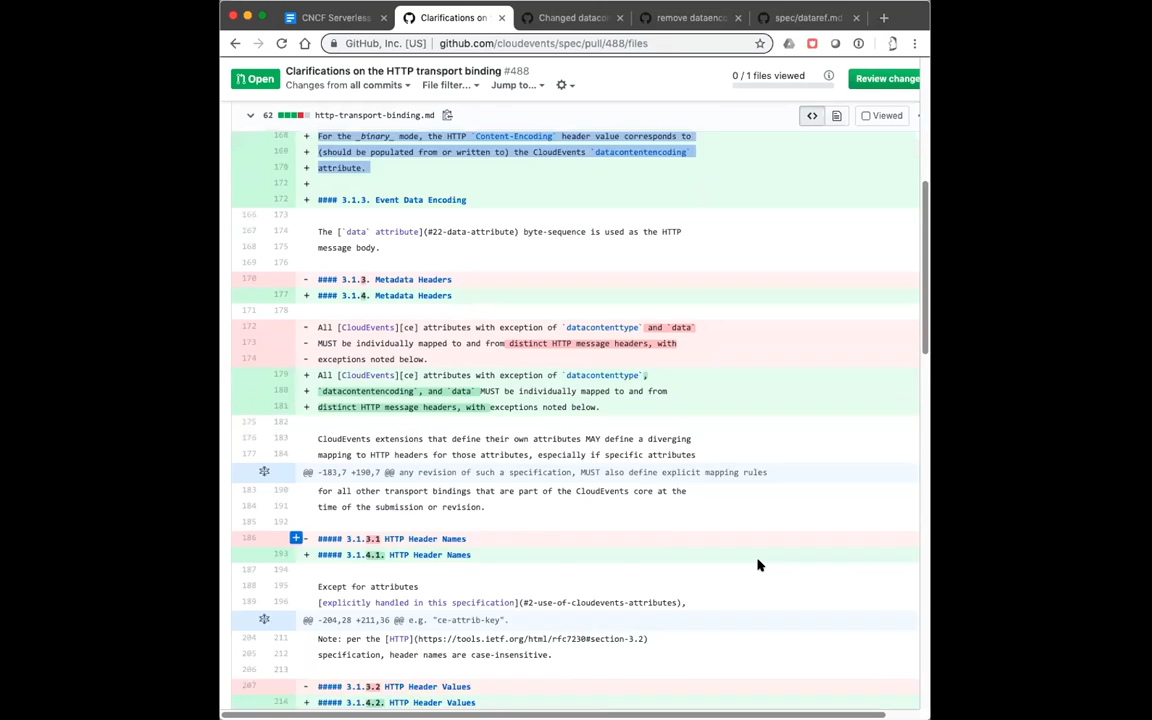 CNCF Serverless
Clarifications on
Changed datacon
remove dataenc
spec/dataref.md
GitHub, Inc. [US] | github.com/cloudevents/spec/pull/488/files
Open
Clarifications on the HTTP transport binding #488
Changes from all commits
File filter...
Jump to...
0 / 1 files viewed
Review change
62 http-transport-binding.md
Viewed
168 + For the _binary_ mode, the HTTP `Content-Encoding` header value corresponds to
169 + (should be populated from or written to) the CloudEvents `datacontentencoding`
170 + attribute.
172 +
172 + #### 3.1.3. Event Data Encoding
166 173
167 174 The [`data` attribute](#22-data-attribute) byte-sequence is used as the HTTP
168 175 message body.
169 176
170 - #### 3.1.3. Metadata Headers
177 + #### 3.1.4. Metadata Headers
171 178
172 - All [CloudEvents][ce] attributes with exception of `datacontenttype` and `data`
173 - MUST be individually mapped to and from distinct HTTP message headers, with
174 - exceptions noted below.
179 + All [CloudEvents][ce] attributes with exception of `datacontenttype`,
180 + `datacontentencoding`, and `data` MUST be individually mapped to and from
181 + distinct HTTP message headers, with exceptions noted below.
175 182
176 183 CloudEvents extensions that define their own attributes MAY define a diverging
177 184 mapping to HTTP headers for those attributes, especially if specific attributes
@@ -183,7 +190,7 @@ any revision of such a specification, MUST also define explicit mapping rules
183 190 for all other transport bindings that are part of the CloudEvents core at the
184 191 time of the submission or revision.
185 192
186 - ##### 3.1.3.1 HTTP Header Names
193 + ##### 3.1.4.1. HTTP Header Names
187 194
188 195 Except for attributes
189 196 [explicitly handled in this specification](#2-use-of-cloudevents-attributes),
@@ -204,28 +211,36 @@ e.g. "ce-attrib-key".
204 211 Note: per the [HTTP](https://tools.ietf.org/html/rfc7230#section-3.2)
205 212 specification, header names are case-insensitive.
206 213
207 - ##### 3.1.3.2 HTTP Header Values
214 + ##### 3.1.4.2. HTTP Header Values